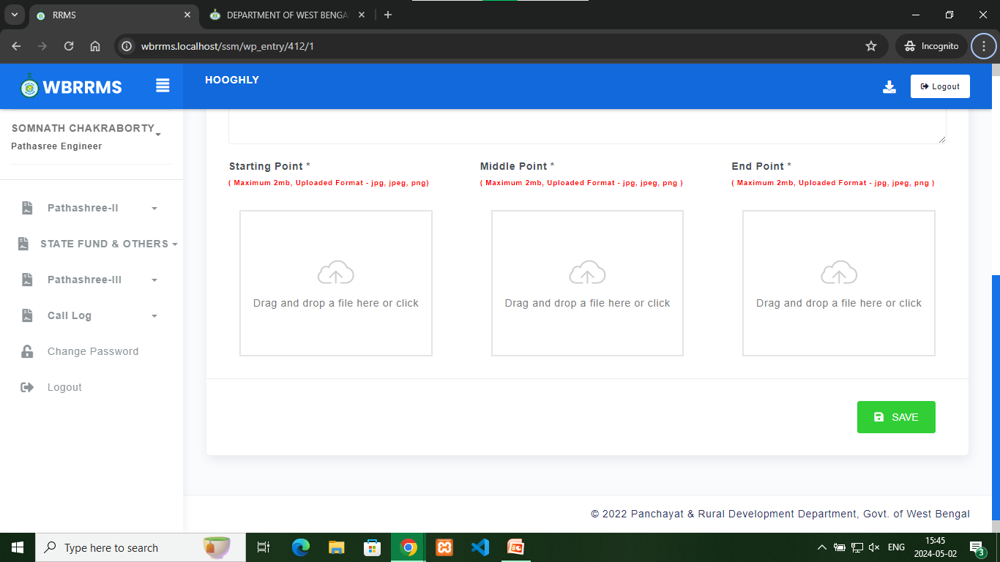 RRMS
DEPARTMENT OF WEST BENGA
wbrrms.localhost/ssm/wp_entry/412/1
Incognito
WBRRMS
HOOGHLY
Logout
SOMNATH CHAKRABORTY
Pathasree Engineer
Pathashree-II
STATE FUND & OTHERS
Pathashree-III
Call Log
Change Password
Logout
Starting Point *
( Maximum 2mb, Uploaded Format - jpg, jpeg, png)
Drag and drop a file here or click
Middle Point *
( Maximum 2mb, Uploaded Format - jpg, jpeg, png )
Drag and drop a file here or click
End Point *
( Maximum 2mb, Uploaded Format - jpg, jpeg, png )
Drag and drop a file here or click
SAVE
© 2022 Panchayat & Rural Development Department, Govt. of West Bengal
Type here to search
ENG
15:45
2024-05-02
3